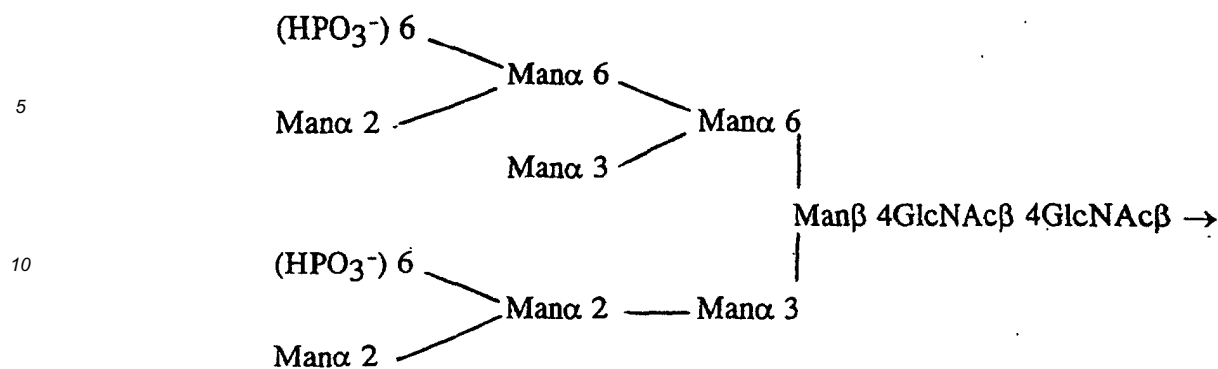 (HPO₃⁻) 6
Manα 6
5
Manα 2
Manα 6
Manα 3
Manβ 4GlcNAcβ 4GlcNAcβ →
10
(HPO₃⁻) 6
Manα 2 Manα 3
Manα 2